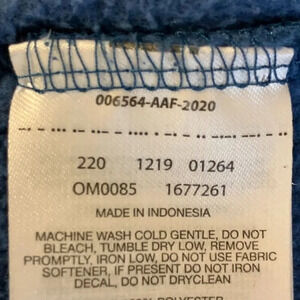 006564-AAF-2020
220 1219 01264
OM0085 1677261
MADE IN INDONESIA
MACHINE WASH COLD GENTLE, DO NOT
BLEACH, TUMBLE DRY LOW, REMOVE
PROMPTLY, IRON LOW, DO NOT USE FABRIC
SOFTENER, IF PRESENT DO NOT IRON
DECAL, DO NOT DRYCLEAN
POLYESTER